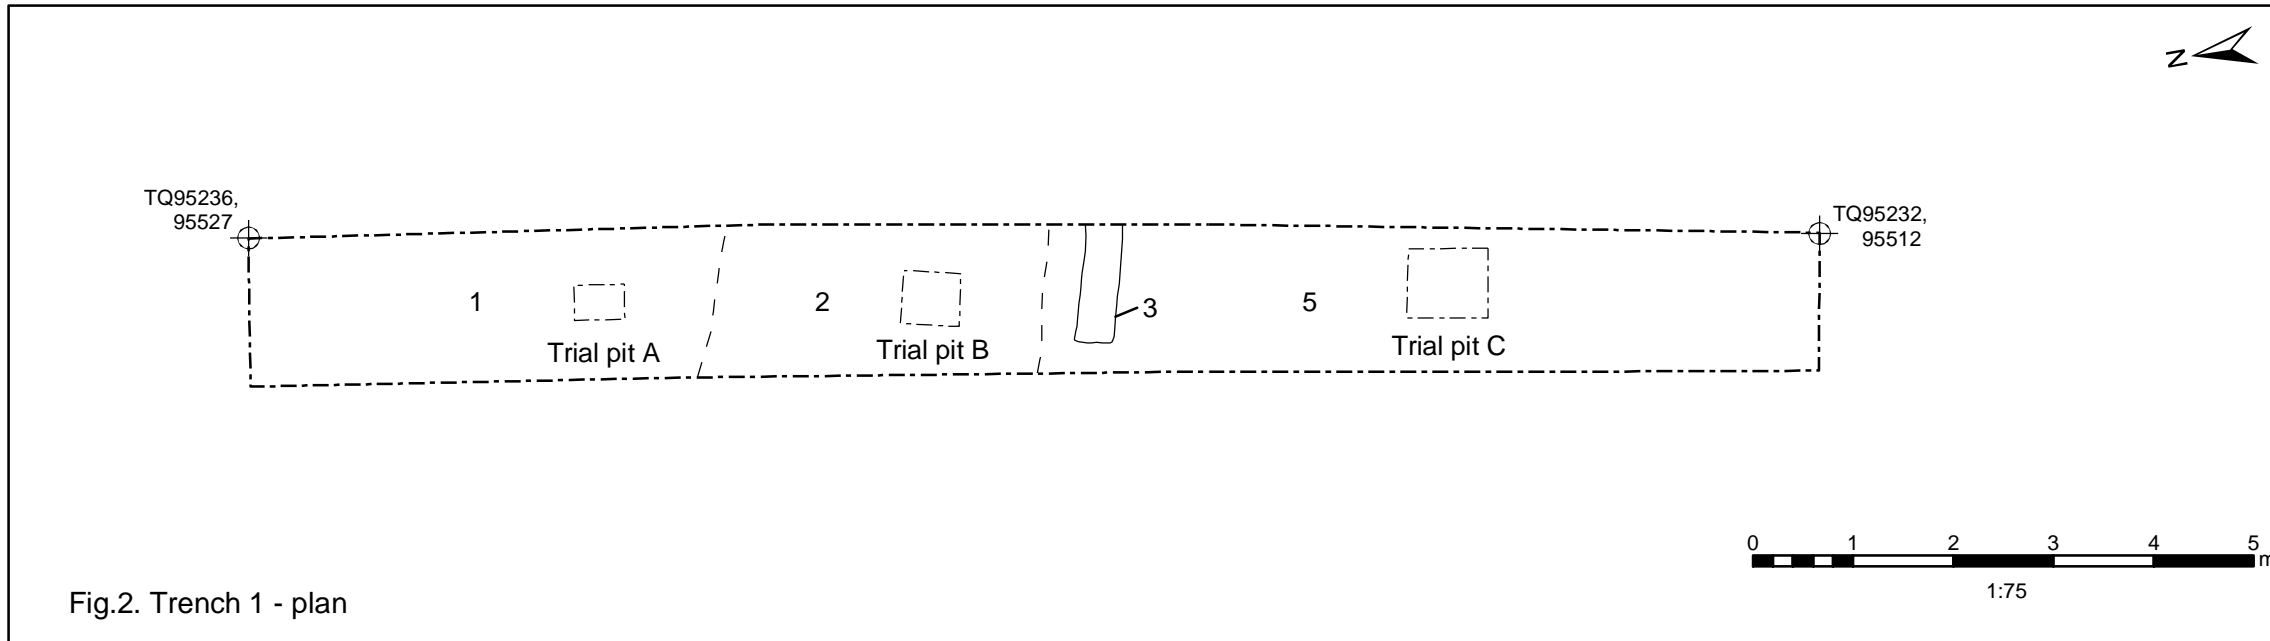 N
TQ95236,
95527
TQ95232,
95512
1
2
3
5
Trial pit A
Trial pit B
Trial pit C
0 1 2 3 4 5
m
1:75
Fig.2. Trench 1 - plan